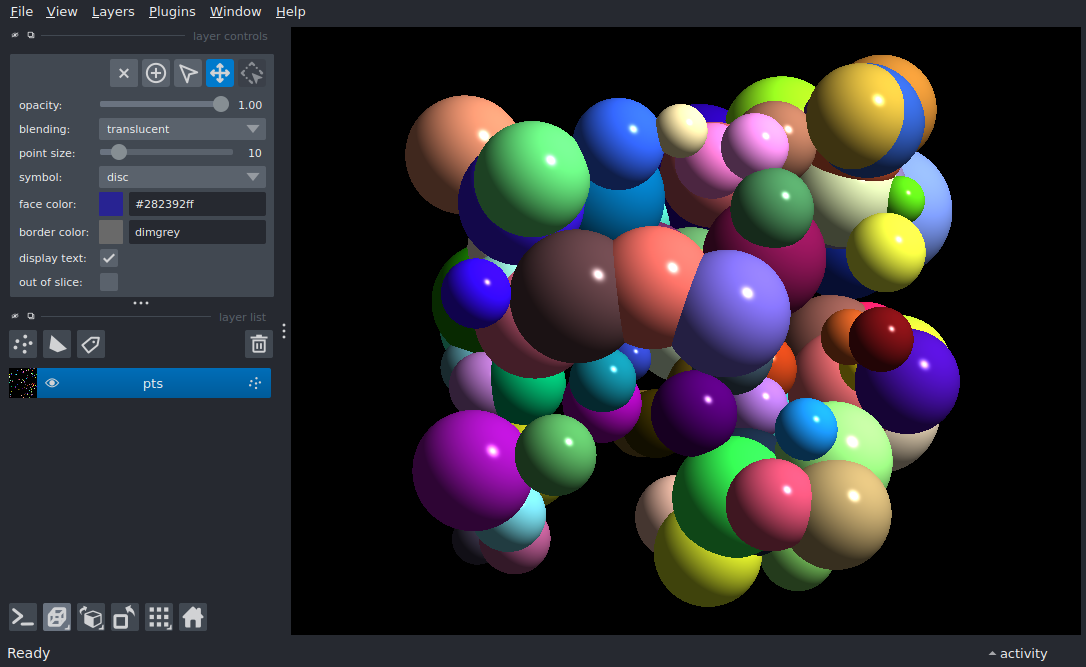 File View Layers Plugins Window Help
layer controls
opacity: 1.00
blending: translucent
point size: 10
symbol: disc
face color: #282392ff
border color: dimgrey
display text:
out of slice:
layer list
pts
Ready
activity